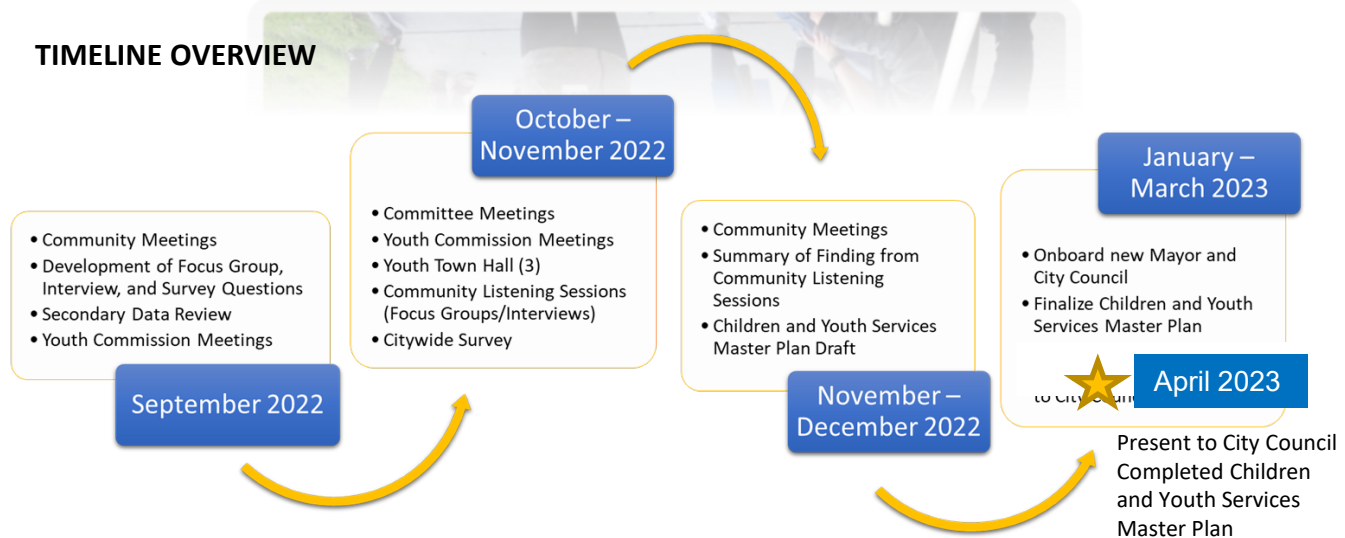 TIMELINE OVERVIEW
• Community Meetings
• Development of Focus Group,
Interview, and Survey Questions
• Secondary Data Review
• Youth Commission Meetings
September 2022
October –
November 2022
• Committee Meetings
• Youth Commission Meetings
• Youth Town Hall (3)
• Community Listening Sessions
(Focus Groups/Interviews)
• Citywide Survey
• Community Meetings
• Summary of Finding from
Community Listening
Sessions
• Children and Youth Services
Master Plan Draft
November –
December 2022
January –
March 2023
• Onboard new Mayor and
City Council
• Finalize Children and Youth
Services Master Plan
to City
April 2023
Present to City Council
Completed Children
and Youth Services
Master Plan